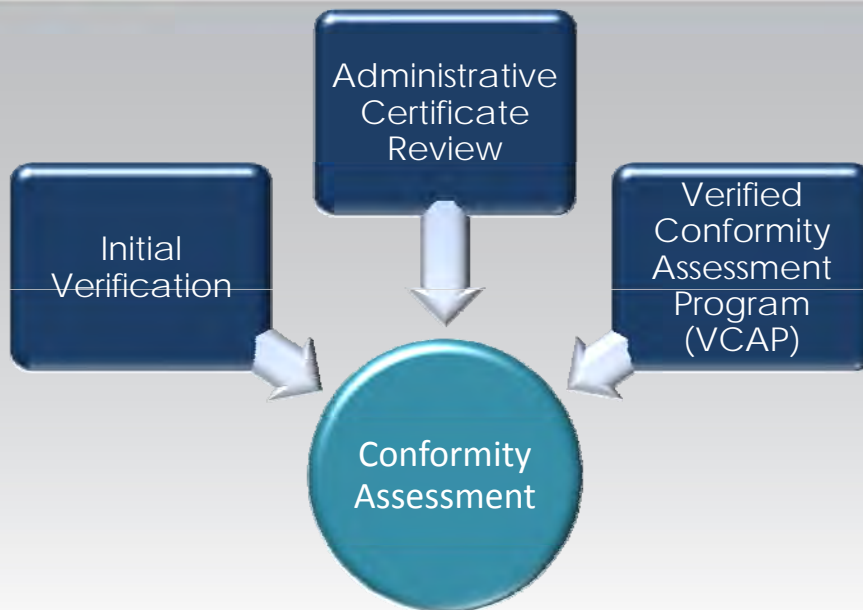 Administrative
Certificate
Review
Initial
Verification
Verified
Conformity
Assessment
Program
(VCAP)
Conformity
Assessment